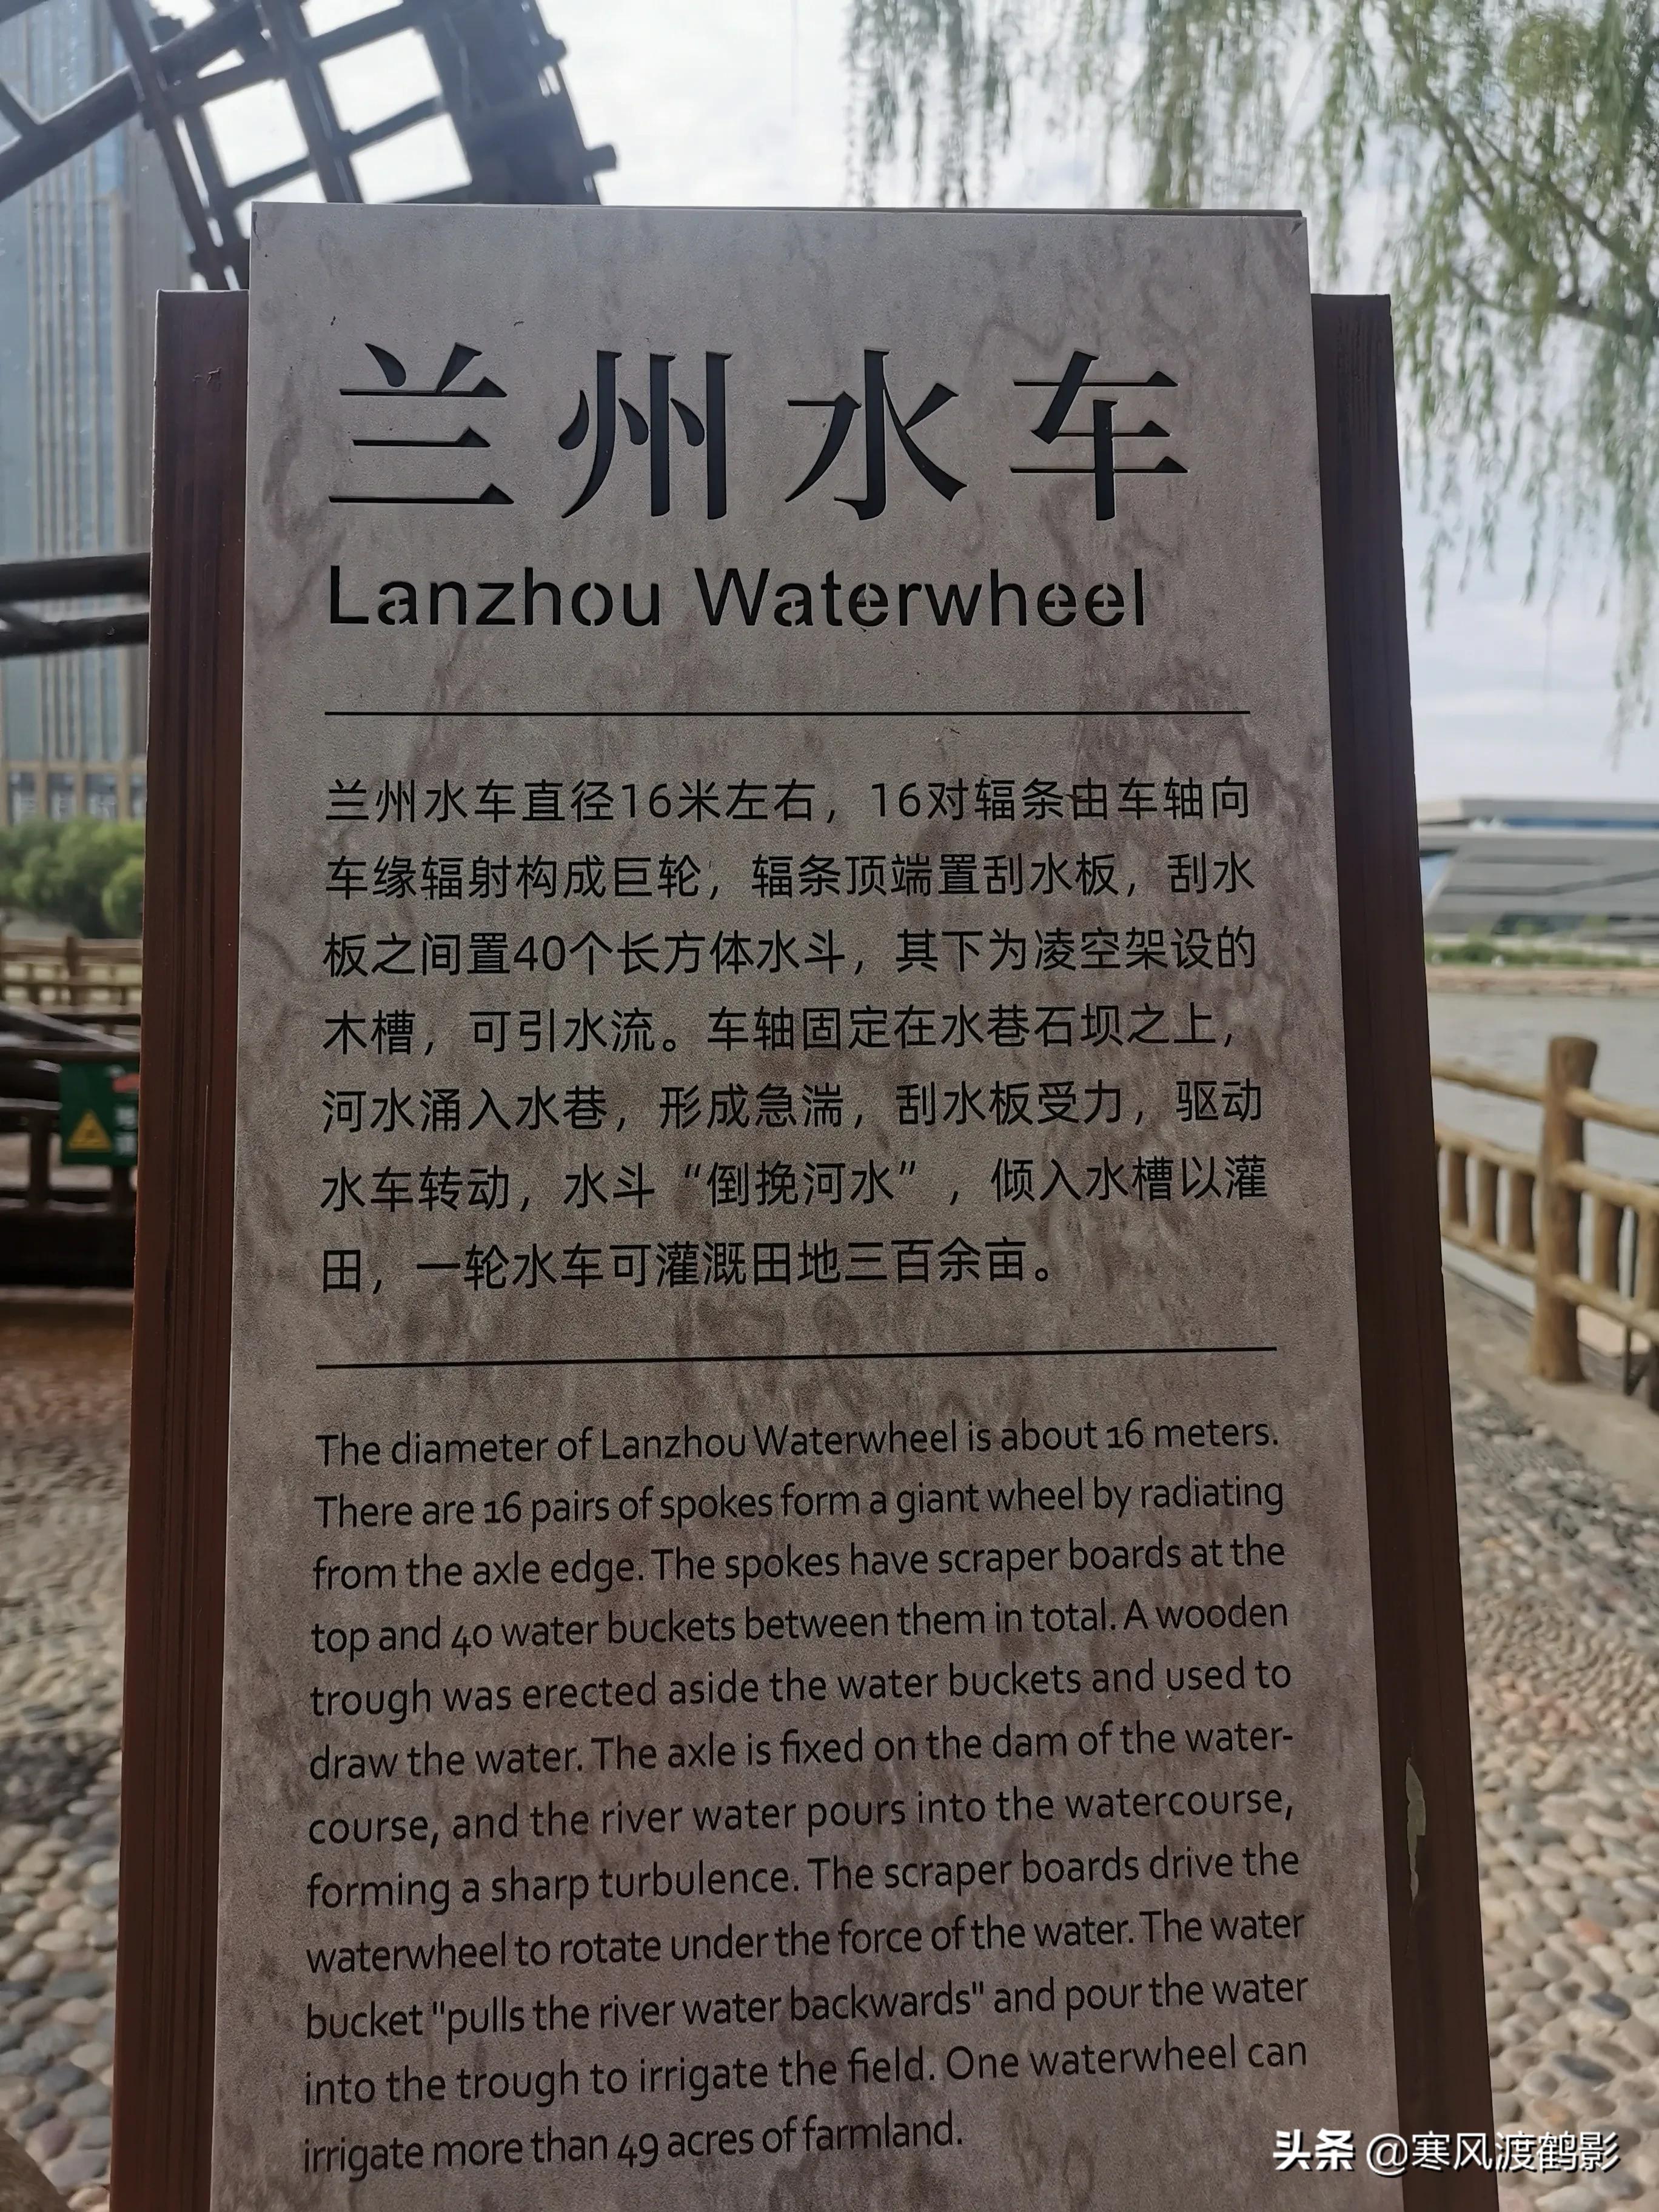 兰州水车
Lanzhou Waterwheel
兰州水车直径16米左右，16对辐条由车轴向
车缘辐射构成巨轮，辐条顶端置刮水板，刮水
板之间置40个长方体水斗，其下为凌空架设的
木槽，可引水流。车轴固定在水巷石坝之上，
河水涌入水巷，形成急湍，刮水板受力，驱动
水车转动，水斗“倒挽河水”，倾入水槽以灌
田，一轮水车可灌溉田地三百余亩。
The diameter of Lanzhou Waterwheel is about 16 meters.
There are 16 pairs of spokes form a giant wheel by radiating
from the axle edge. The spokes have scraper boards at the
top and 40 water buckets between them in total. A wooden
trough was erected aside the water buckets and used to
draw the water. The axle is fixed on the dam of the water-
course, and the river water pours into the watercourse,
forming a sharp turbulence. The scraper boards drive the
waterwheel to rotate under the force of the water. The water
bucket "pulls the river water backwards" and pour the water
into the trough to irrigate the field. One waterwheel can
irrigate more than 49 acres of farmland.
头条 @寒风渡鹤影